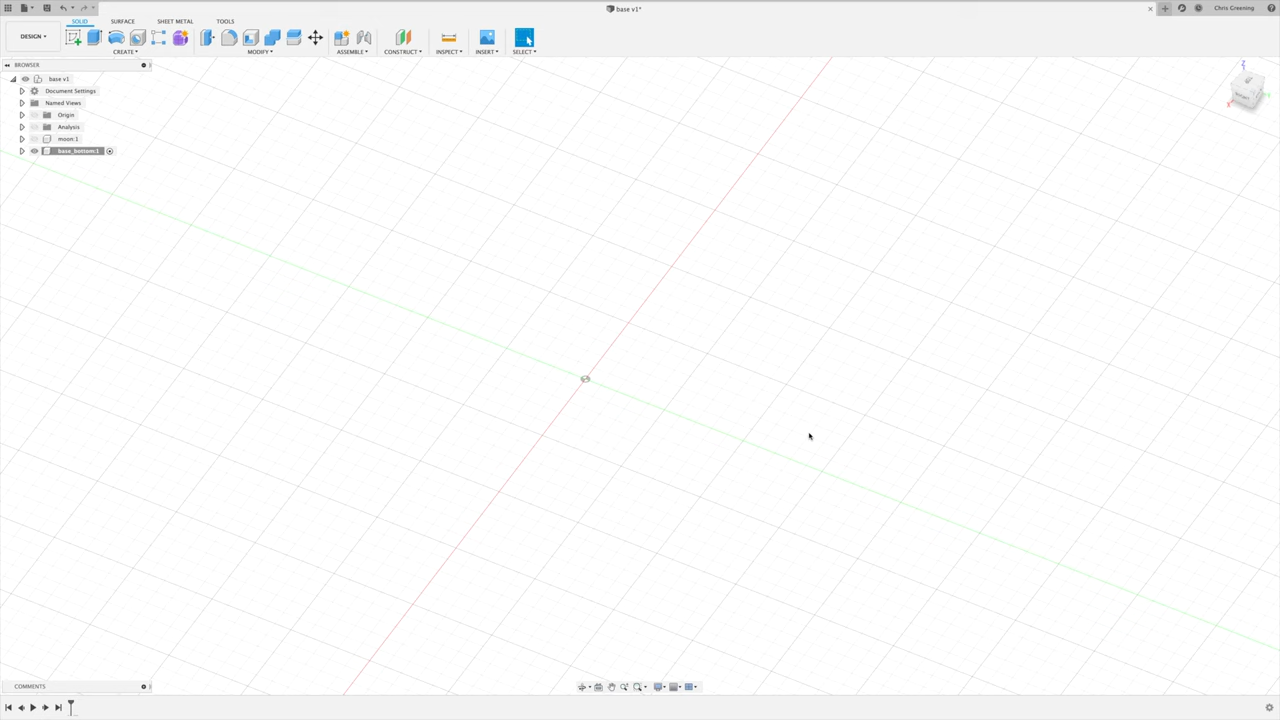 base v1*
Chris Greening
DESIGN
SOLID
SURFACE
SHEET METAL
TOOLS
CREATE
MODIFY
ASSEMBLE
CONSTRUCT
INSPECT
INSERT
SELECT
BROWSER
base v1
Document Settings
Named Views
Origin
Analysis
moon:1
base_bottom:1
Z
COMMENTS